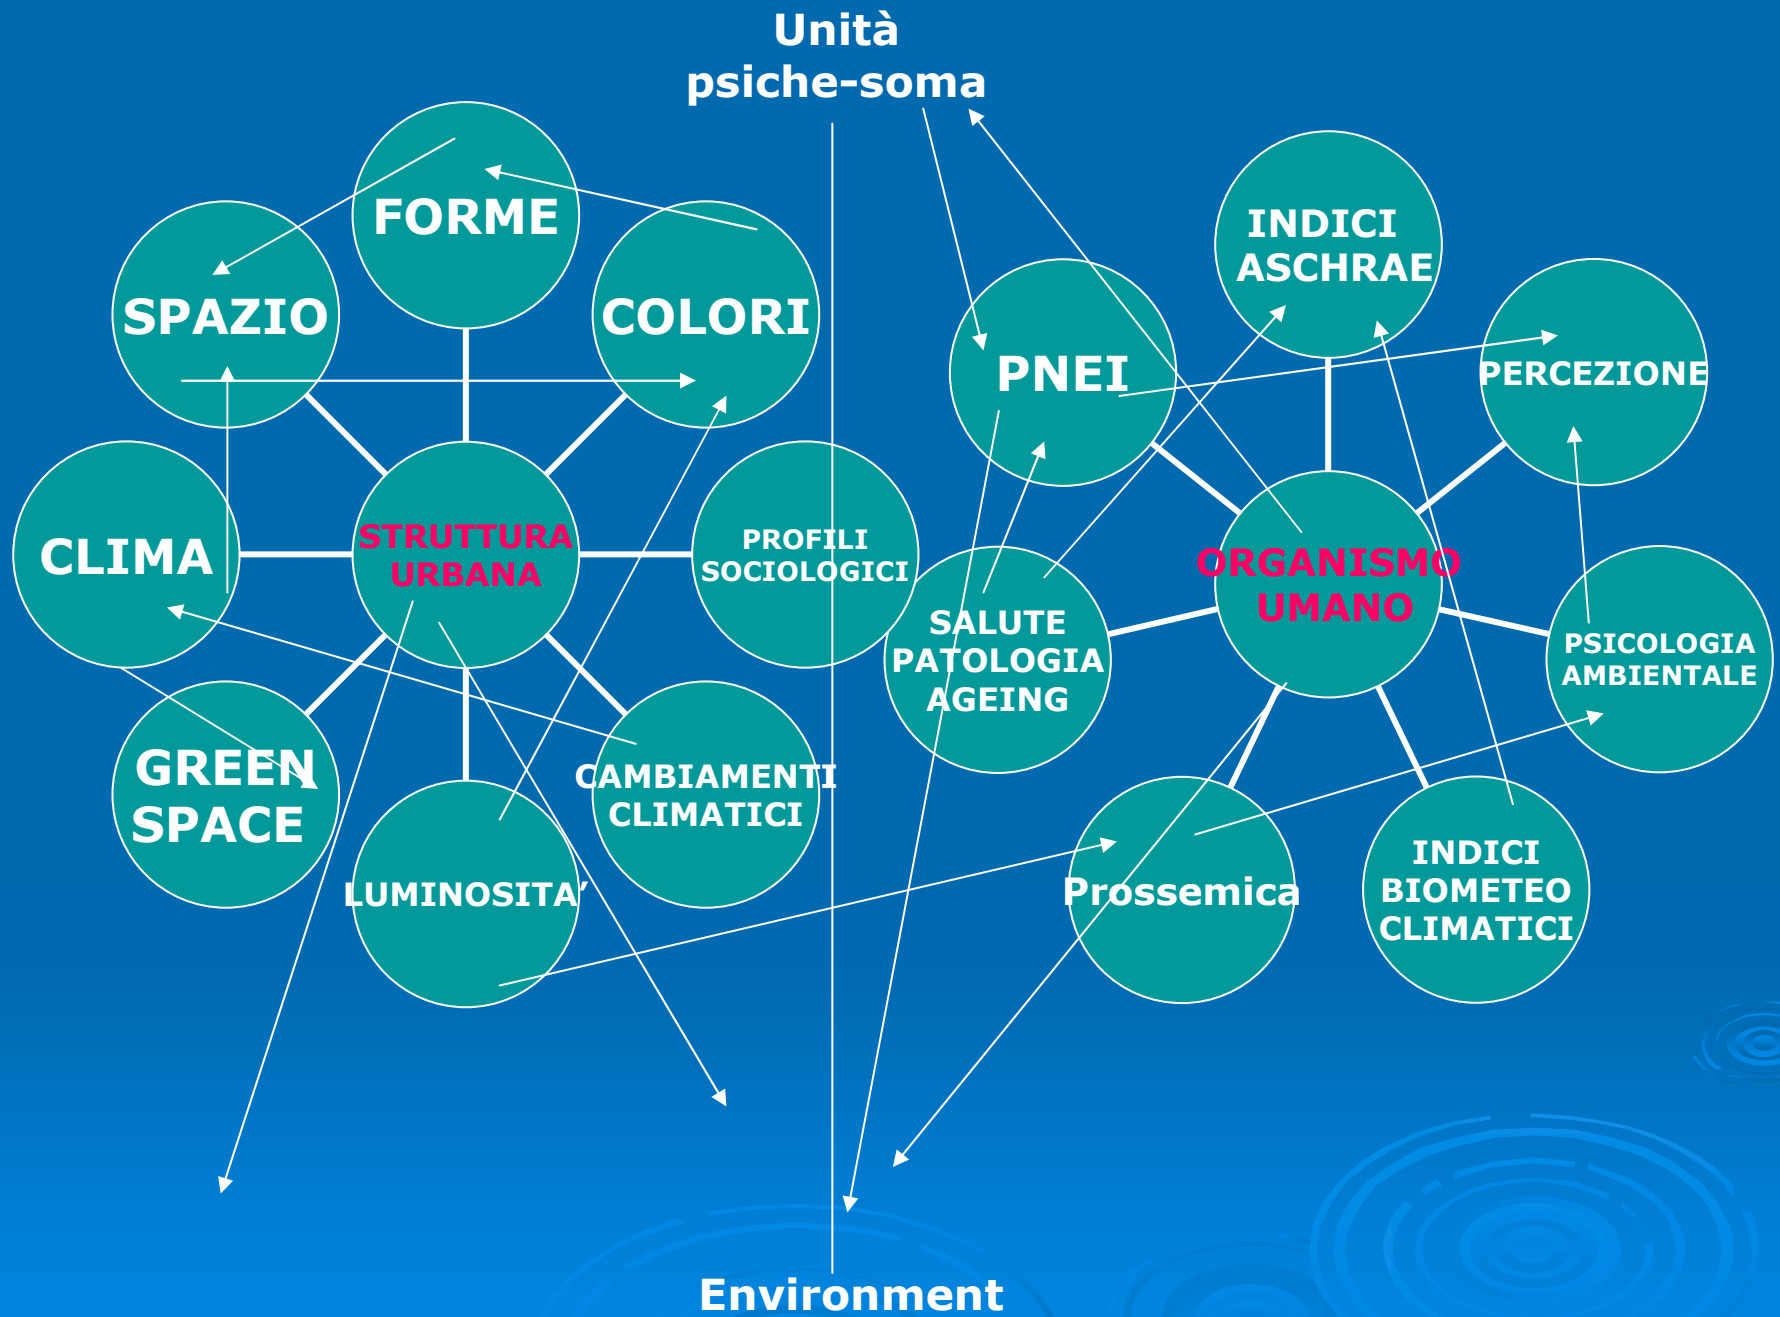 Unità
psiche-soma
FORME
SPAZIO
COLORI
CLIMA
STRUTTURA
URBANA
PROFILI
SOCIOLOGICI
GREEN
SPACE
CAMBIAMENTI
CLIMATICI
LUMINOSITA’
INDICI
ASCHRAE
PNEI
PERCEZIONE
ORGANISMO
UMANO
SALUTE
PATOLOGIA
AGEING
PSICOLOGIA
AMBIENTALE
Prossemica
INDICI
BIOMETEO
CLIMATICI
Environment